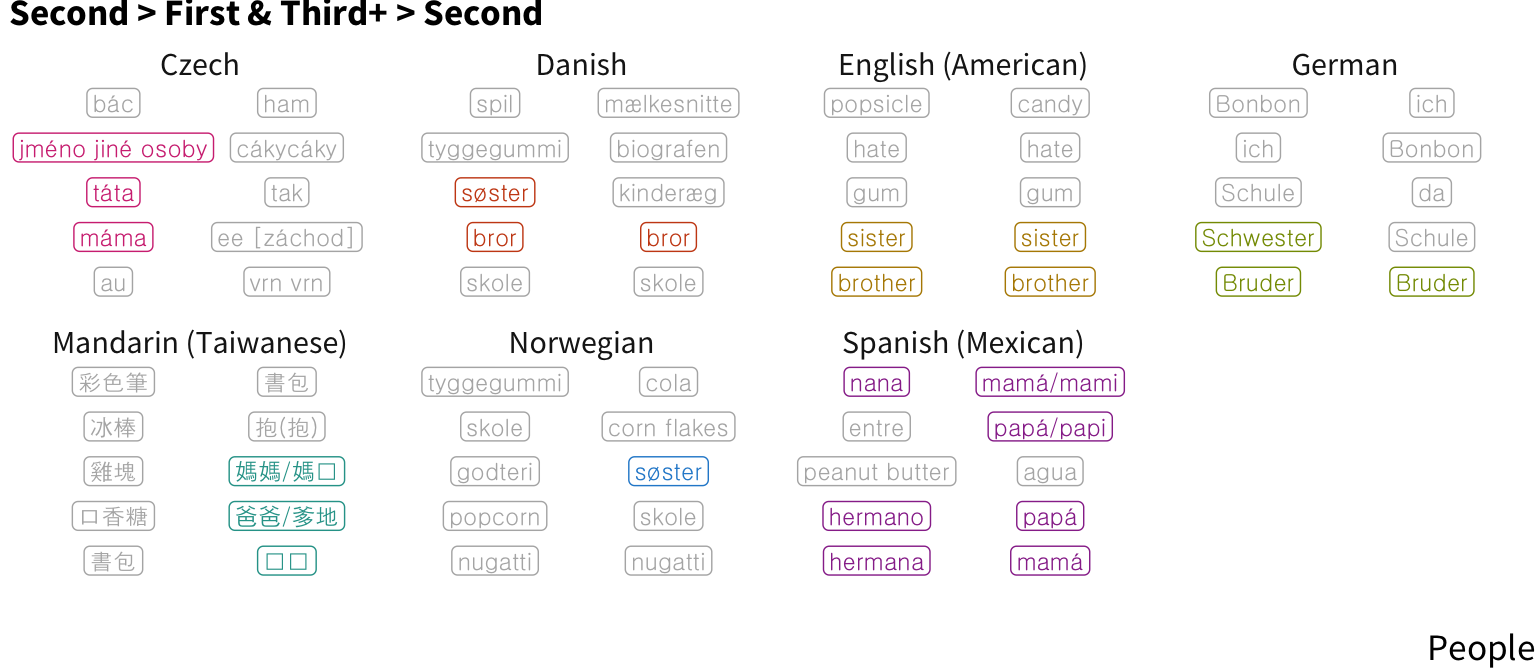 Second > First & Third+ > Second
Czech Danish English (American) German
bác ham spil mælkesnitte popsicle candy Bonbon ich
jméno jiné osoby cákycáky tyggegummi biografen hate hate ich Bonbon
táta tak søster kinderæg gum gum Schule da
máma ee [záchod] bror bror sister sister Schwester Schule
au vrn vrn skole skole brother brother Bruder Bruder
Mandarin (Taiwanese) Norwegian Spanish (Mexican)
彩色筆 書包 tyggegummi cola nana mamá/mami
冰棒 抱(抱) skole corn flakes entre papá/papi
雞塊 媽媽/媽□ godteri søster peanut butter agua
口香糖 爸爸/爹地 popcorn skole hermano papá
書包 □□ nugatti nugatti hermana mamá
People